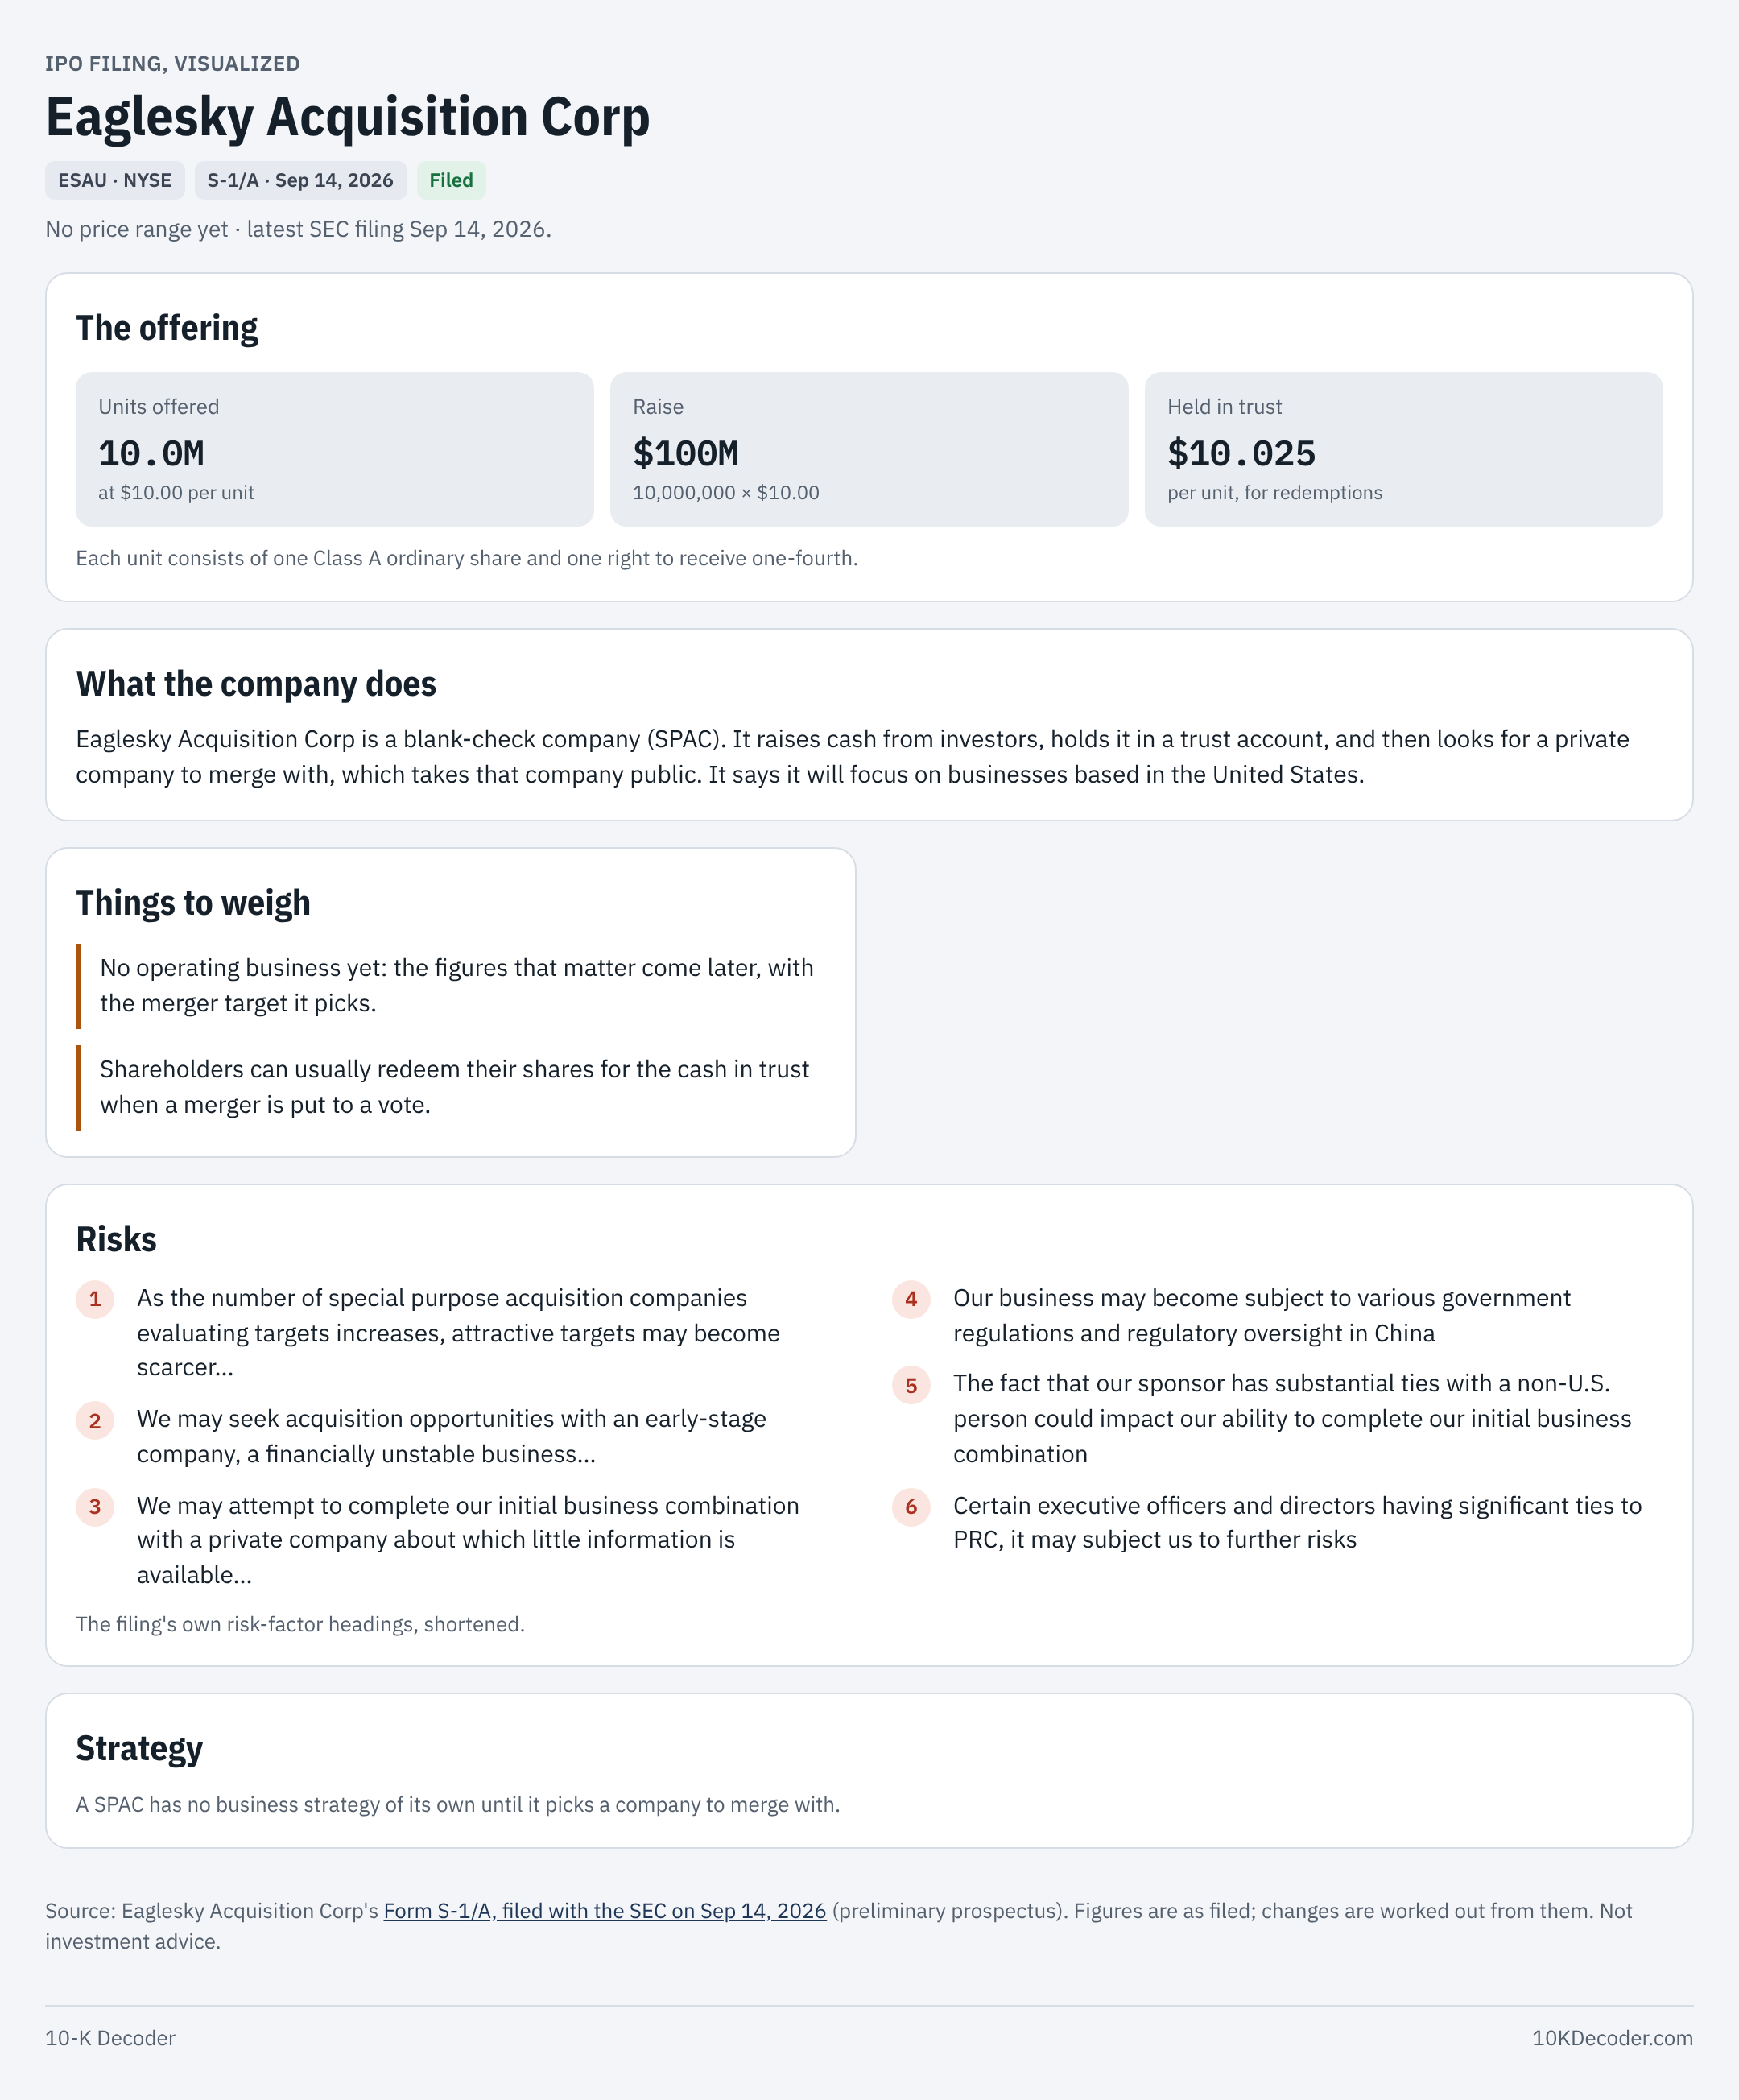 IPO FILING, VISUALIZED
Eaglesky Acquisition Corp
ESAU · NYSE
S-1/A · Sep 14, 2026
Filed
No price range yet · latest SEC filing Sep 14, 2026.
The offering
Units offered
10.0M
at $10.00 per unit
Raise
$100M
10,000,000 × $10.00
Held in trust
$10.025
per unit, for redemptions
Each unit consists of one Class A ordinary share and one right to receive one-fourth.
What the company does
Eaglesky Acquisition Corp is a blank-check company (SPAC). It raises cash from investors, holds it in a trust account, and then looks for a private
company to merge with, which takes that company public. It says it will focus on businesses based in the United States.
Things to weigh
No operating business yet: the figures that matter come later, with
the merger target it picks.
Shareholders can usually redeem their shares for the cash in trust
when a merger is put to a vote.
Risks
1
As the number of special purpose acquisition companies
evaluating targets increases, attractive targets may become
scarcer...
2
We may seek acquisition opportunities with an early-stage
company, a financially unstable business...
3
We may attempt to complete our initial business combination
with a private company about which little information is
available...
4
Our business may become subject to various government
regulations and regulatory oversight in China
5
The fact that our sponsor has substantial ties with a non-U.S.
person could impact our ability to complete our initial business
combination
6
Certain executive officers and directors having significant ties to
PRC, it may subject us to further risks
The filing's own risk-factor headings, shortened.
Strategy
A SPAC has no business strategy of its own until it picks a company to merge with.
Source: Eaglesky Acquisition Corp's Form S-1/A, filed with the SEC on Sep 14, 2026 (preliminary prospectus). Figures are as filed; changes are worked out from them. Not
investment advice.
10-K Decoder
10KDecoder.com